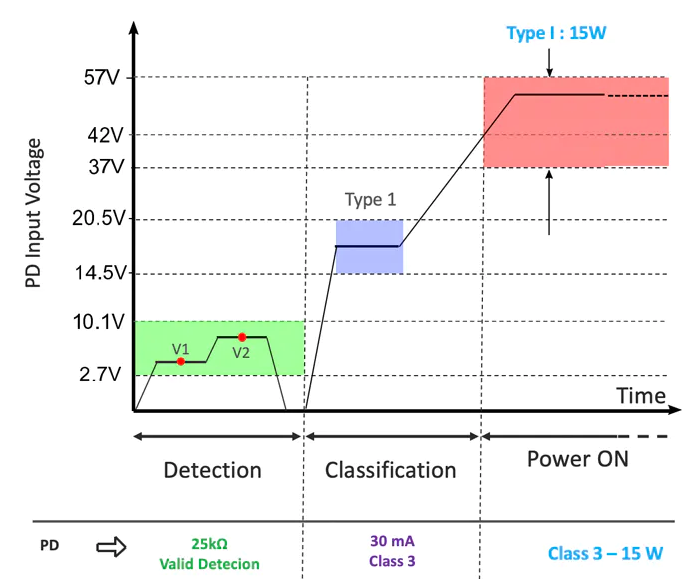 Type I : 15W
57V
42V
37V
PD Input Voltage
Type 1
20.5V
14.5V
10.1V
V1
V2
2.7V
Time
Detection
Classification
Power ON
PD
25kΩ
Valid Detecion
30 mA
Class 3
Class 3 – 15 W